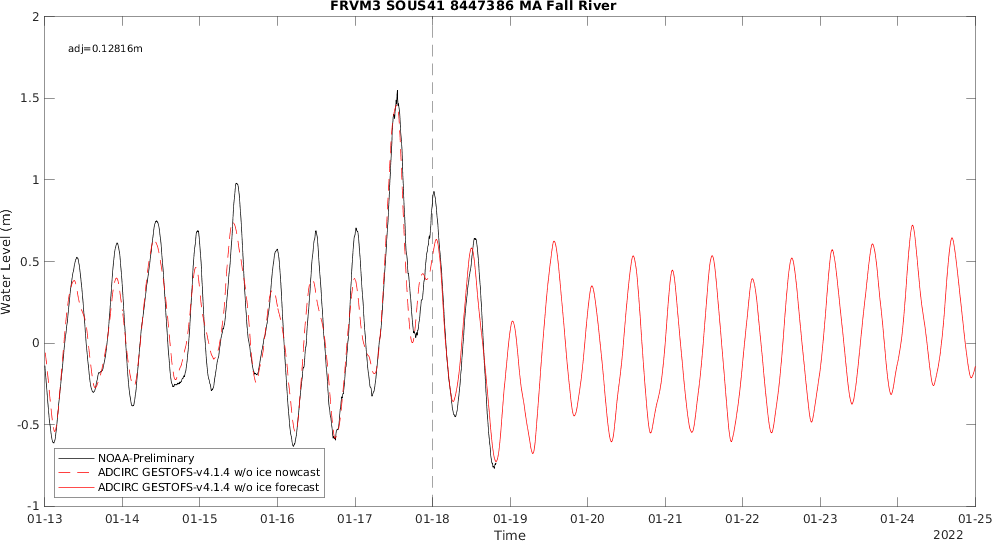 FRVM3 SOUS41 8447386 MA Fall River
adj=0.12816m
Water Level (m)
2
1.5
1
0.5
0
-0.5
-1
NOAA-Preliminary
ADCIRC GESTOFS-v4.1.4 w/o ice nowcast
ADCIRC GESTOFS-v4.1.4 w/o ice forecast
01-13 01-14 01-15 01-16 01-17 01-18 01-19 01-20 01-21 01-22 01-23 01-24 01-25
Time
2022